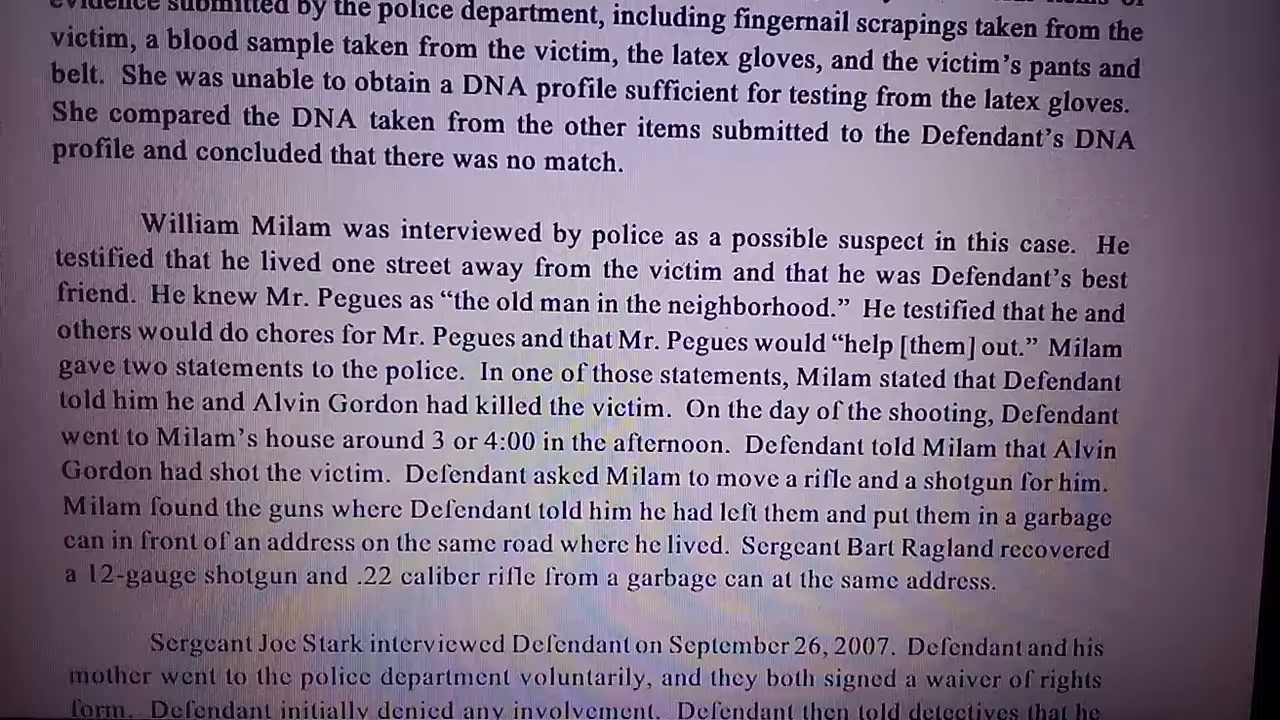 evidence submitted by the police department, including fingernail scrapings taken from the
victim, a blood sample taken from the victim, the latex gloves, and the victim's pants and
belt. She was unable to obtain a DNA profile sufficient for testing from the latex gloves.
She compared the DNA taken from the other items submitted to the Defendant's DNA
profile and concluded that there was no match.
William Milam was interviewed by police as a possible suspect in this case. He
testified that he lived one street away from the victim and that he was Defendant's best
friend. He knew Mr. Pegues as “the old man in the neighborhood.” He testified that he and
others would do chores for Mr. Pegues and that Mr. Pegues would “help [them] out.” Milam
gave two statements to the police. In one of those statements, Milam stated that Defendant
told him he and Alvin Gordon had killed the victim. On the day of the shooting, Defendant
went to Milam's house around 3 or 4:00 in the afternoon. Defendant told Milam that Alvin
Gordon had shot the victim. Defendant asked Milam to move a rifle and a shotgun for him.
Milam found the guns where Defendant told him he had left them and put them in a garbage
can in front of an address on the same road where he lived. Sergeant Bart Ragland recovered
a 12-gauge shotgun and .22 caliber rifle from a garbage can at the same address.
Sergeant Joe Stark interviewed Defendant on September 26, 2007. Defendant and his
mother went to the police department voluntarily, and they both signed a waiver of rights
form. Defendant initially denied any involvement. Defendant then told detectives that he